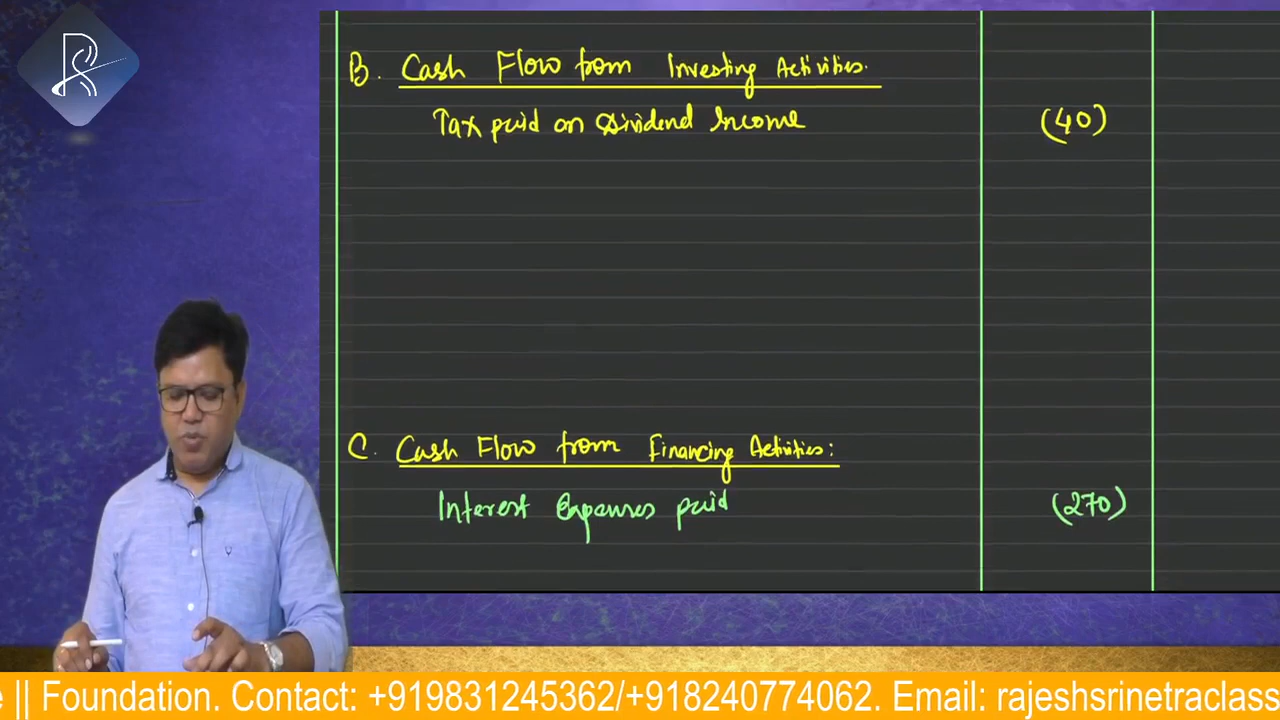 RS
B. Cash Flow from Investing Activities.
Tax paid on Dividend Income (40)
C. Cash Flow from Financing Activities:
Interest Expenses paid (270)
e || Foundation. Contact: +919831245362/+918240774062. Email: rajeshsrinetraclass